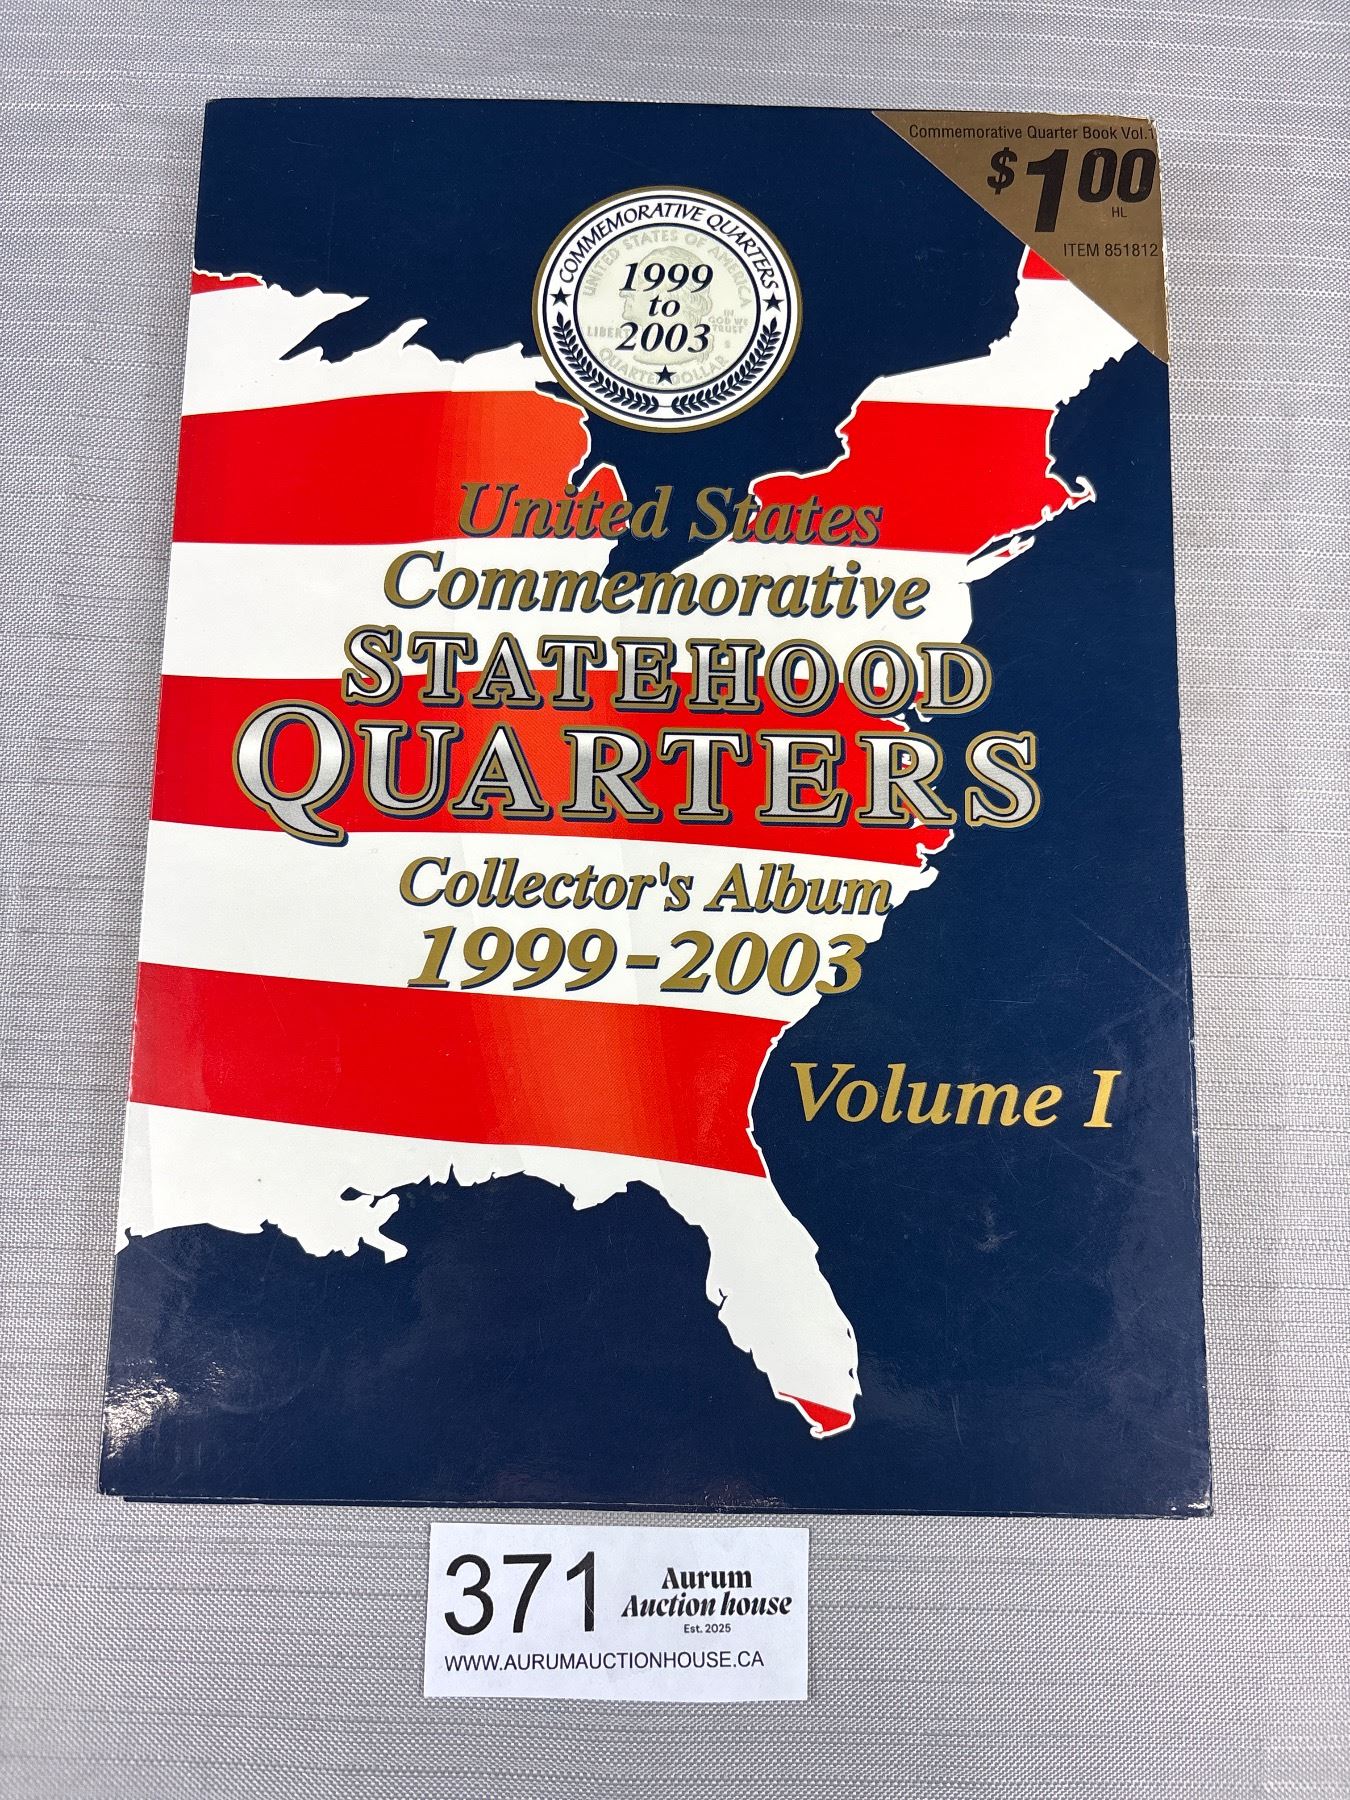 Commemorative Quarter Book Vol.1
$1.00
HL
ITEM 851812
COMMEMORATIVE QUARTERS
UNITED STATES OF AMERICA
1999
to
2003
LIBERTY
IN
GOD WE
TRUST
S
QUARTER DOLLAR
United States
Commemorative
STATEHOOD
QUARTERS
Collector's Album
1999-2003
Volume I
371
Aurum
Auction house
Est. 2025
WWW.AURUMAUCTIONHOUSE.CA